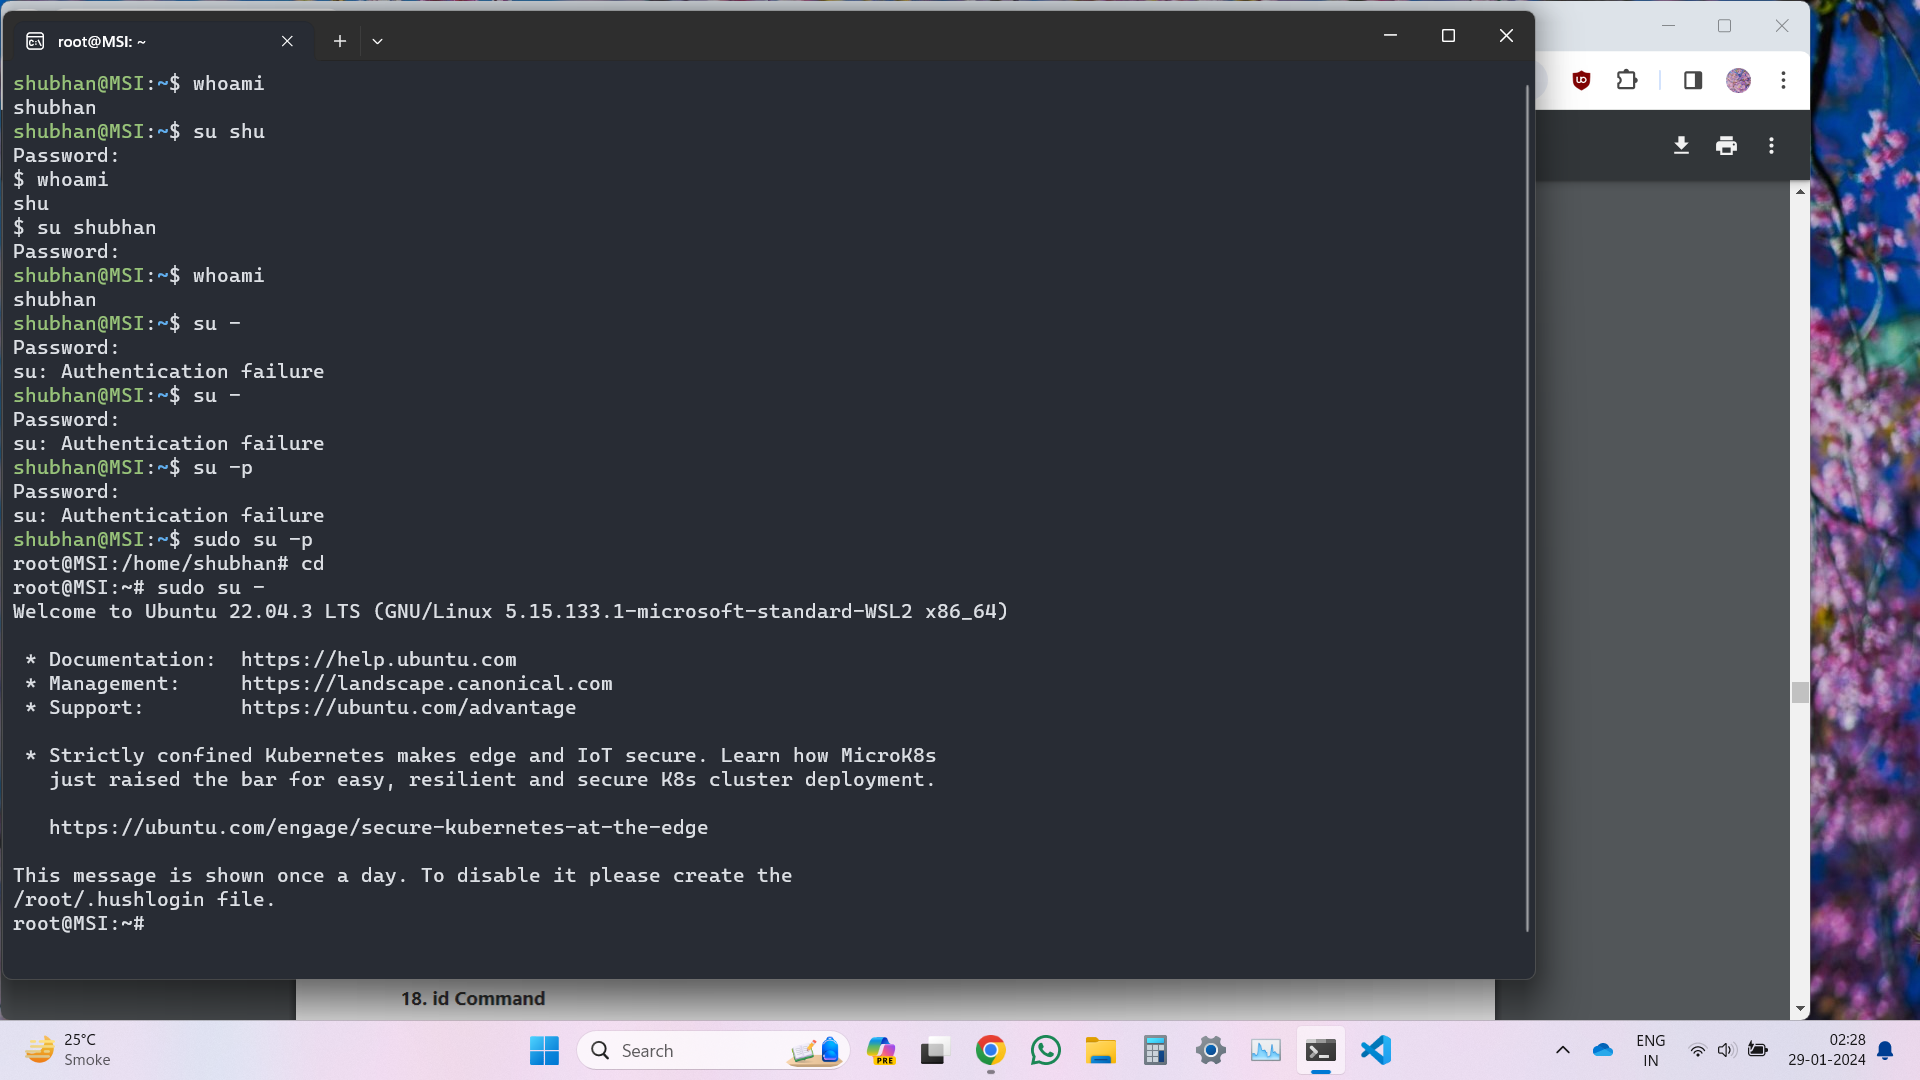 root@MSI: ~
shubhan@MSI:~$ whoami
shubhan
shubhan@MSI:~$ su shu
Password:
$ whoami
shu
$ su shubhan
Password:
shubhan@MSI:~$ whoami
shubhan
shubhan@MSI:~$ su -
Password:
su: Authentication failure
shubhan@MSI:~$ su -
Password:
su: Authentication failure
shubhan@MSI:~$ su -p
Password:
su: Authentication failure
shubhan@MSI:~$ sudo su -p
root@MSI:/home/shubhan# cd
root@MSI:~# sudo su -
Welcome to Ubuntu 22.04.3 LTS (GNU/Linux 5.15.133.1-microsoft-standard-WSL2 x86_64)
* Documentation:  https://help.ubuntu.com
* Management:     https://landscape.canonical.com
* Support:        https://ubuntu.com/advantage
* Strictly confined Kubernetes makes edge and IoT secure. Learn how MicroK8s
just raised the bar for easy, resilient and secure K8s cluster deployment.
https://ubuntu.com/engage/secure-kubernetes-at-the-edge
This message is shown once a day. To disable it please create the
/root/.hushlogin file.
root@MSI:~#
18. id Command
25°C
Smoke
Search
PRE
ENG
IN
02:28
29-01-2024